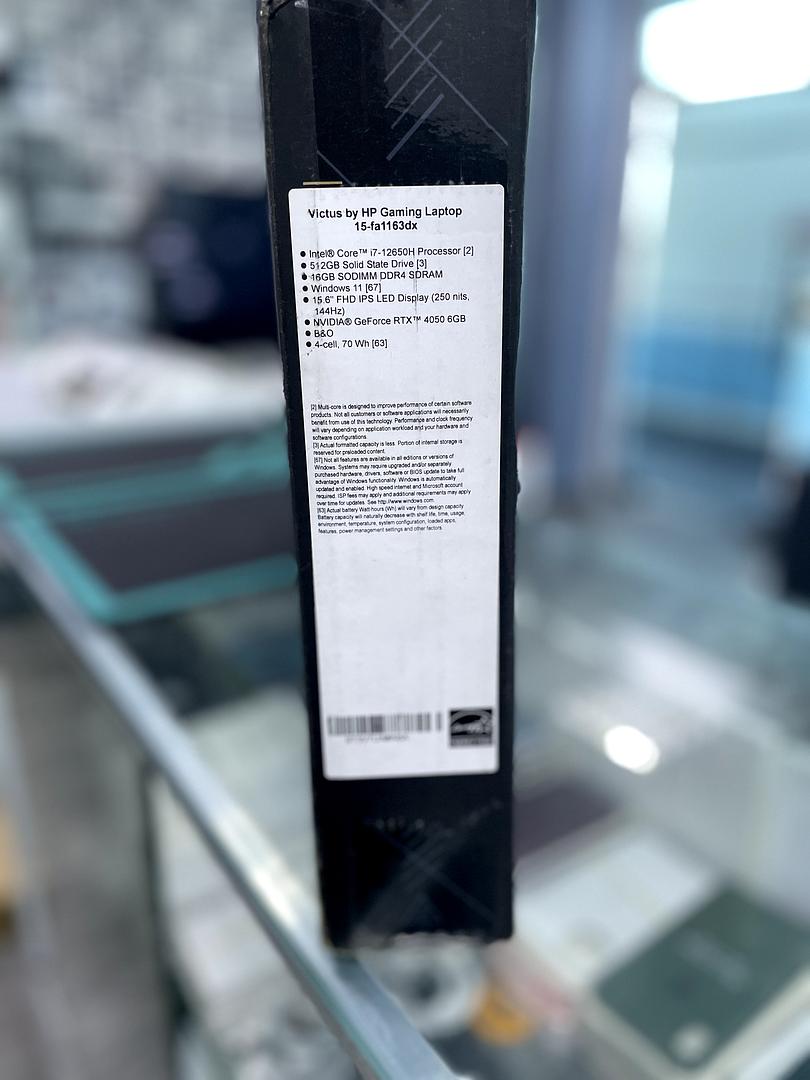 Victus by HP Gaming Laptop
15-fa1163dx
● Intel® Core™ i7-12650H Processor [2]
● 512GB Solid State Drive [3]
● 16GB SODIMM DDR4 SDRAM
● Windows 11 [67]
● 15.6" FHD IPS LED Display (250 nits,
144Hz)
● NVIDIA® GeForce RTX™ 4050 6GB
● B&O
● 4-cell, 70 Wh [63]
[2] Multi-core is designed to improve performance of certain software
products. Not all customers or software applications will necessarily
benefit from use of this technology. Performance and clock frequency
will vary depending on application workload and your hardware and
software configurations.
[3] Actual formatted capacity is less. Portion of internal storage is
reserved for preloaded content.
[67] Not all features are available in all editions or versions of
Windows. Systems may require upgraded and/or separately
purchased hardware, drivers, software or BIOS update to take full
advantage of Windows functionality. Windows is automatically
updated and enabled. High speed internet and Microsoft account
required. ISP fees may apply and additional requirements may apply
over time for updates. See http://www.windows.com.
[63] Actual battery Watt-hours (Wh) will vary from design capacity.
Battery capacity will naturally decrease with shelf life, time, usage,
environment, temperature, system configuration, loaded apps,
features, power management settings and other factors.